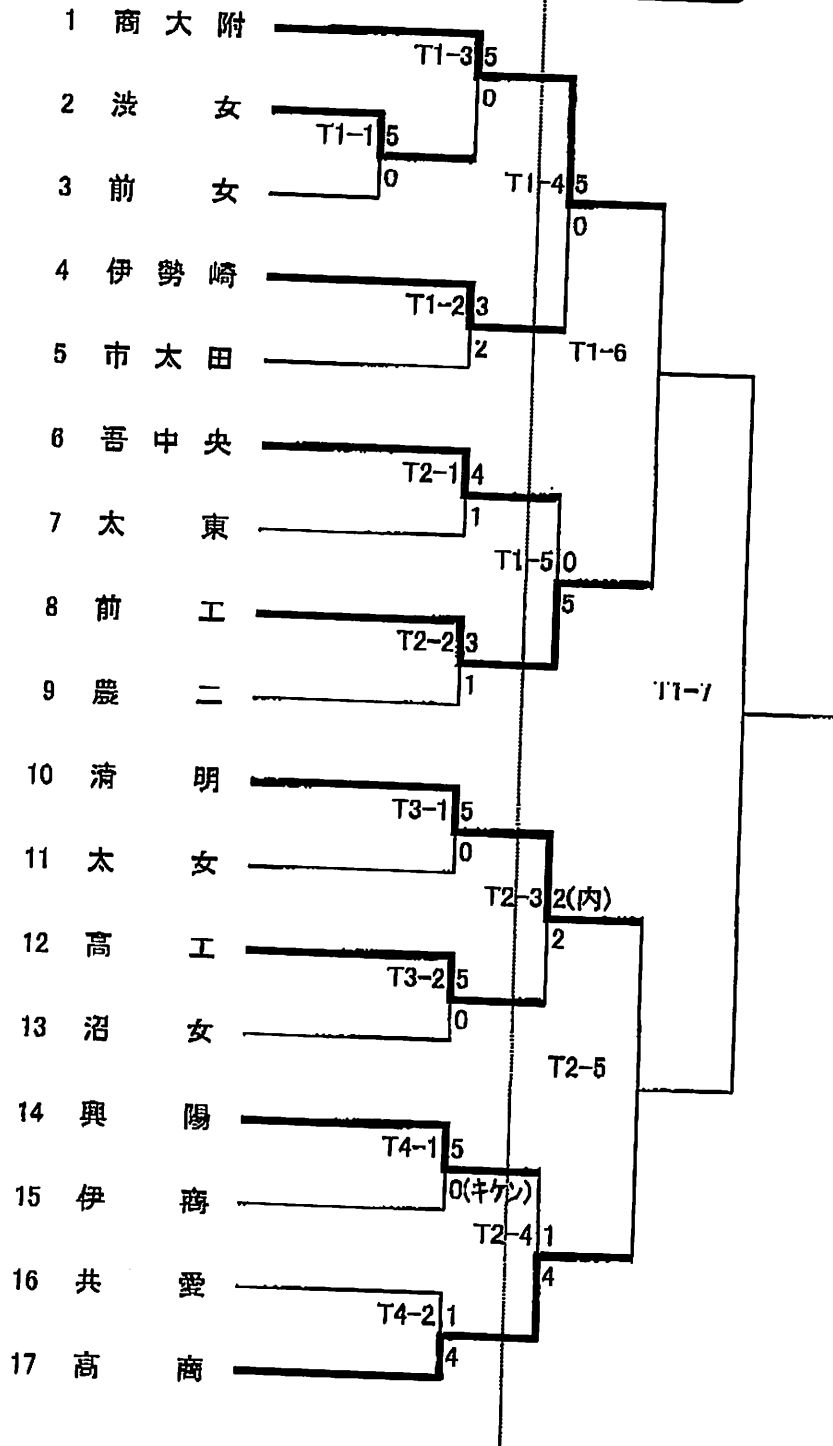 1 商大附
T1-3 5
0
2 渋女
T1-1 5
0
3 前女
T1-4 5
0
4 伊勢崎
T1-2 3
2
5 市太田
T1-6
6 吾中央
T2-1 4
1
7 太東
T1-5 0
5
8 前工
T2-2 3
1
9 農二
T1-7
10 清明
T3-1 5
0
11 太女
T2-3 2(内)
2
12 高工
T3-2 5
0
13 沼女
T2-5
14 興陽
T4-1 5
0(キケン)
15 伊商
T2-4 1
4
16 共愛
T4-2 1
4
17 高商